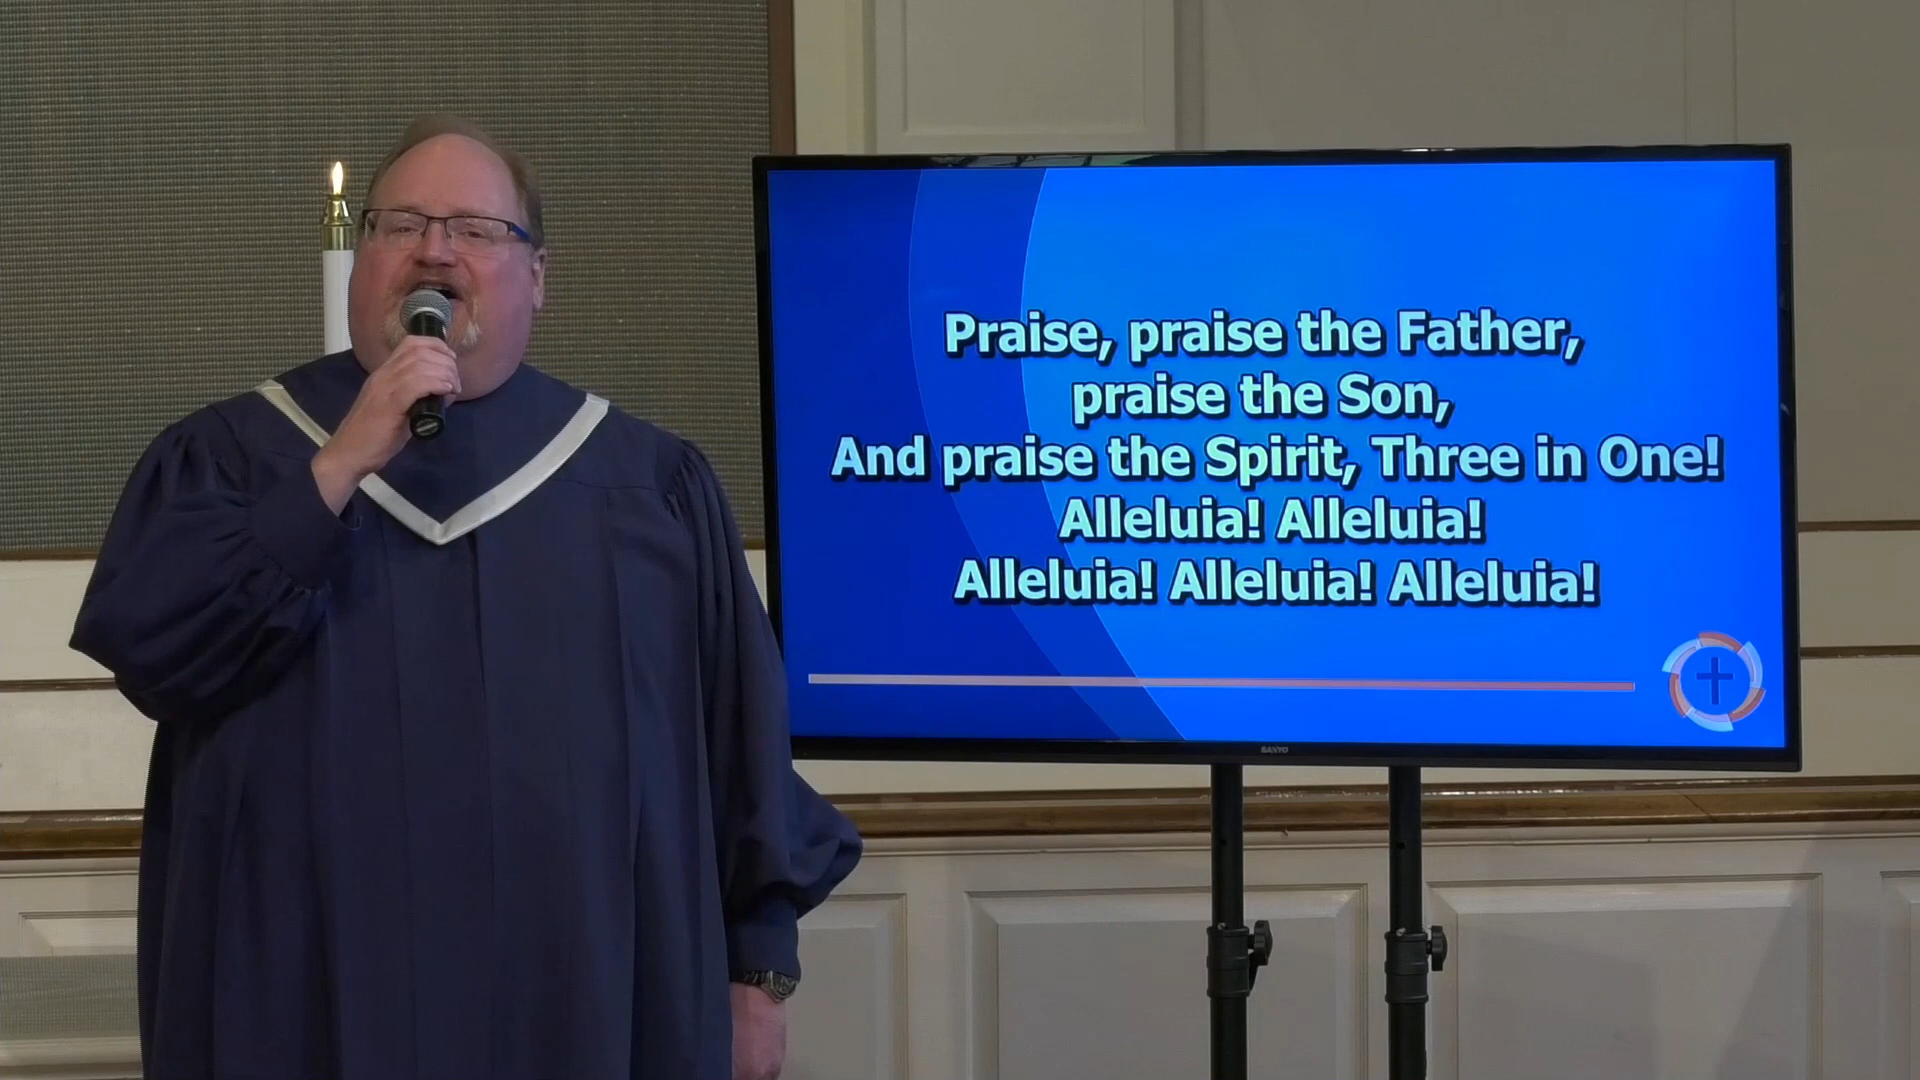 Praise, praise the Father,
praise the Son,
And praise the Spirit, Three in One!
Alleluia! Alleluia!
Alleluia! Alleluia! Alleluia!
SANYO